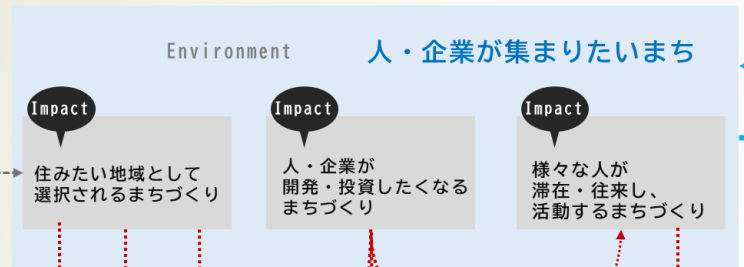 Environment
人・企業が集まりたいまち
Impact
住みたい地域として
選択されるまちづくり
Impact
人・企業が
開発・投資したくなる
まちづくり
Impact
様々な人が
滞在・往来し、
活動するまちづくり